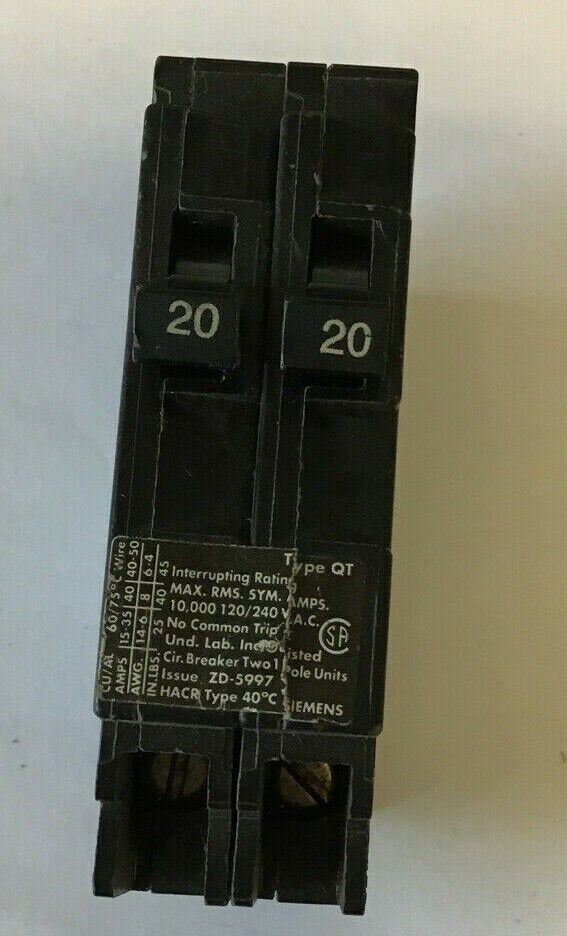 20 20
Type QT
Interrupting Rating
MAX. RMS. SYM. AMPS.
10,000 120/240 V.A.C.
No Common Trip
Und. Lab. Inc. Listed
Cir. Breaker Two 1 Pole Units
Issue ZD-5997
HACR Type 40°C SIEMENS
SA
CU/AL 60/75°C Wire
AMPS 15-35 40 40-50
AWG. 14-6 8 6-4
IN.LBS. 25 40 45